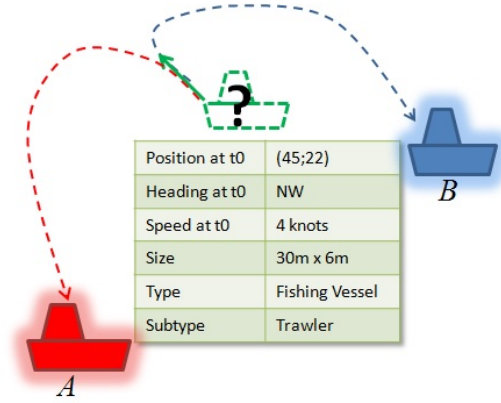 ?
Position at t0 (45;22)
Heading at t0 NW
B
Speed at t0 4 knots
Size 30m x 6m
Type Fishing Vessel
Subtype Trawler
A